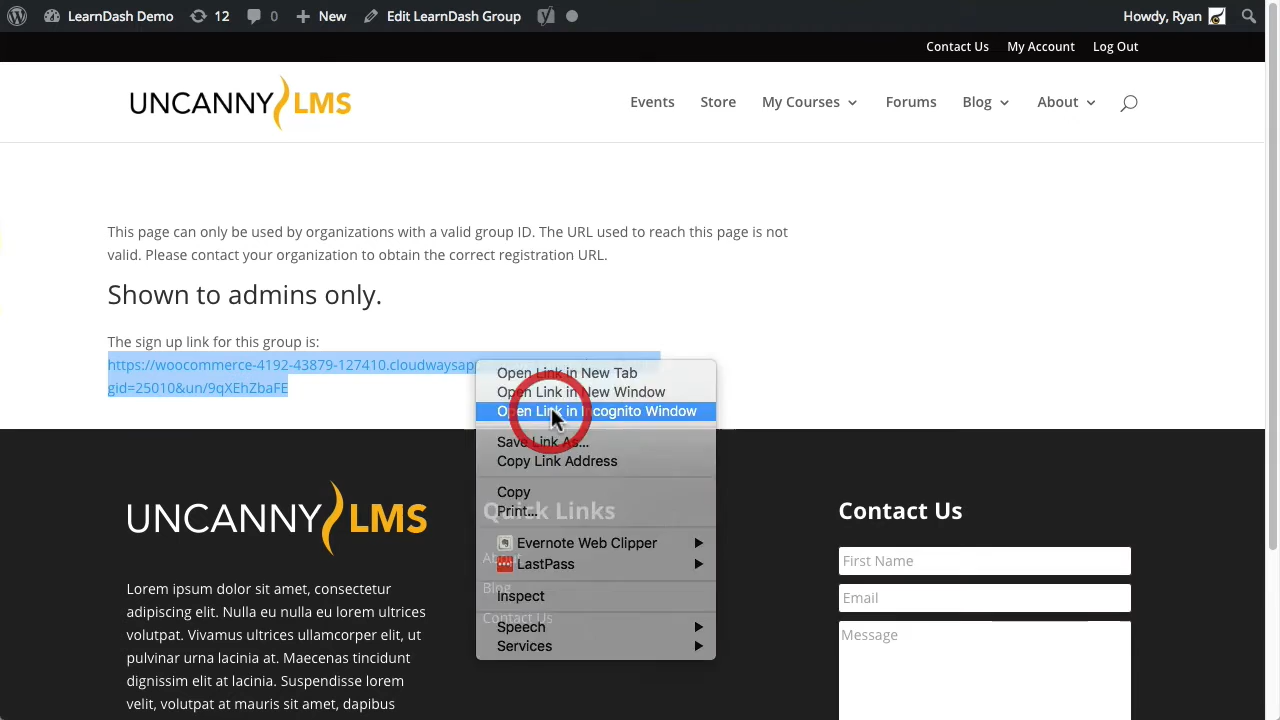 LearnDash Demo 12 0 New Edit LearnDash Group Howdy, Ryan
Contact Us My Account Log Out
UNCANNY LMS
Events Store My Courses Forums Blog About
This page can only be used by organizations with a valid group ID. The URL used to reach this page is not
valid. Please contact your organization to obtain the correct registration URL.
Shown to admins only.
The sign up link for this group is:
https://woocommerce-4192-43879-127410.cloudwaysap
gid=25010&un/9qXEhZbaFE
Open Link in New Tab
Open Link in New Window
Open Link in Incognito Window
Save Link As...
Copy Link Address
Copy
Print...
Evernote Web Clipper
LastPass
Inspect
Speech
Services
UNCANNY LMS
Lorem ipsum dolor sit amet, consectetur
adipiscing elit. Nulla eu nulla eu lorem ultrices
volutpat. Vivamus ultrices ullamcorper elit, ut
pulvinar urna lacinia at. Maecenas tincidunt
dignissim elit at lacinia. Suspendisse lorem
velit, volutpat at mauris sit amet, dapibus
Quick Links
Blog
Contact Us
Contact Us
First Name
Email
Message